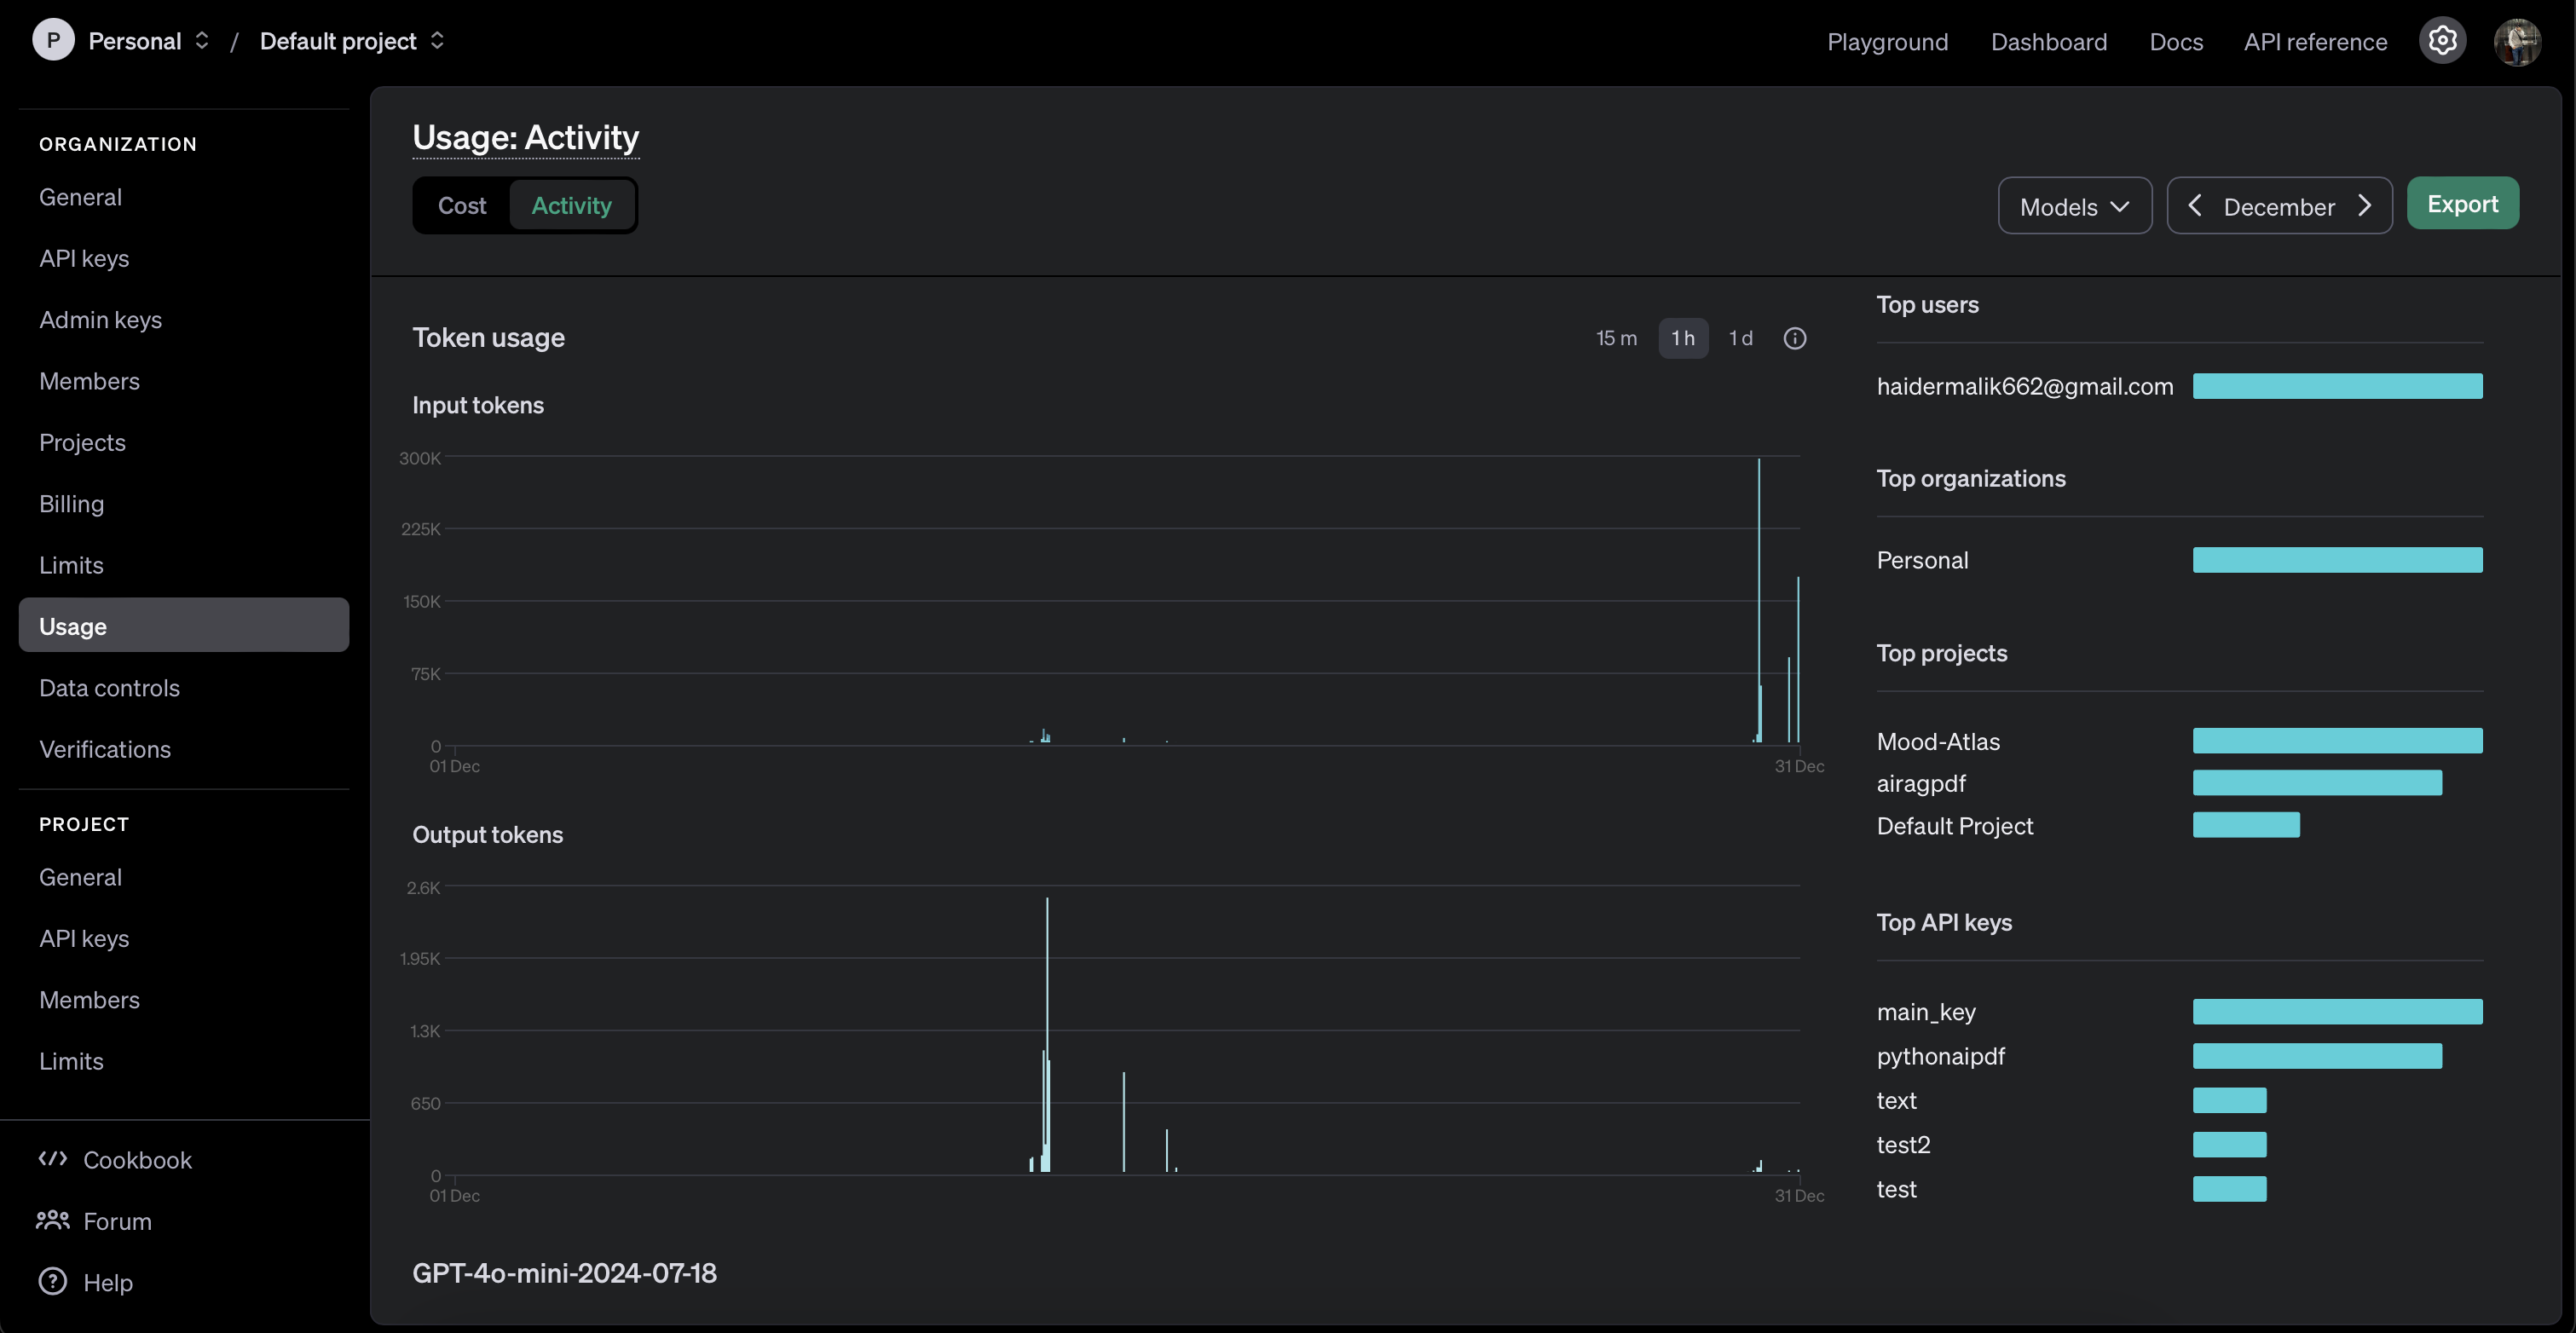 P Personal / Default project
Playground Dashboard Docs API reference
ORGANIZATION
General
API keys
Admin keys
Members
Projects
Billing
Limits
Usage
Data controls
Verifications
PROJECT
General
API keys
Members
Limits
Cookbook
Forum
Help
Usage: Activity
Cost Activity
Models December Export
Token usage
15 m 1 h 1 d
Input tokens
300K
225K
150K
75K
0
01 Dec 31 Dec
Output tokens
2.6K
1.95K
1.3K
650
0
01 Dec 31 Dec
GPT-4o-mini-2024-07-18
Top users
haidermalik662@gmail.com
Top organizations
Personal
Top projects
Mood-Atlas
airagpdf
Default Project
Top API keys
main_key
pythonaipdf
text
test2
test